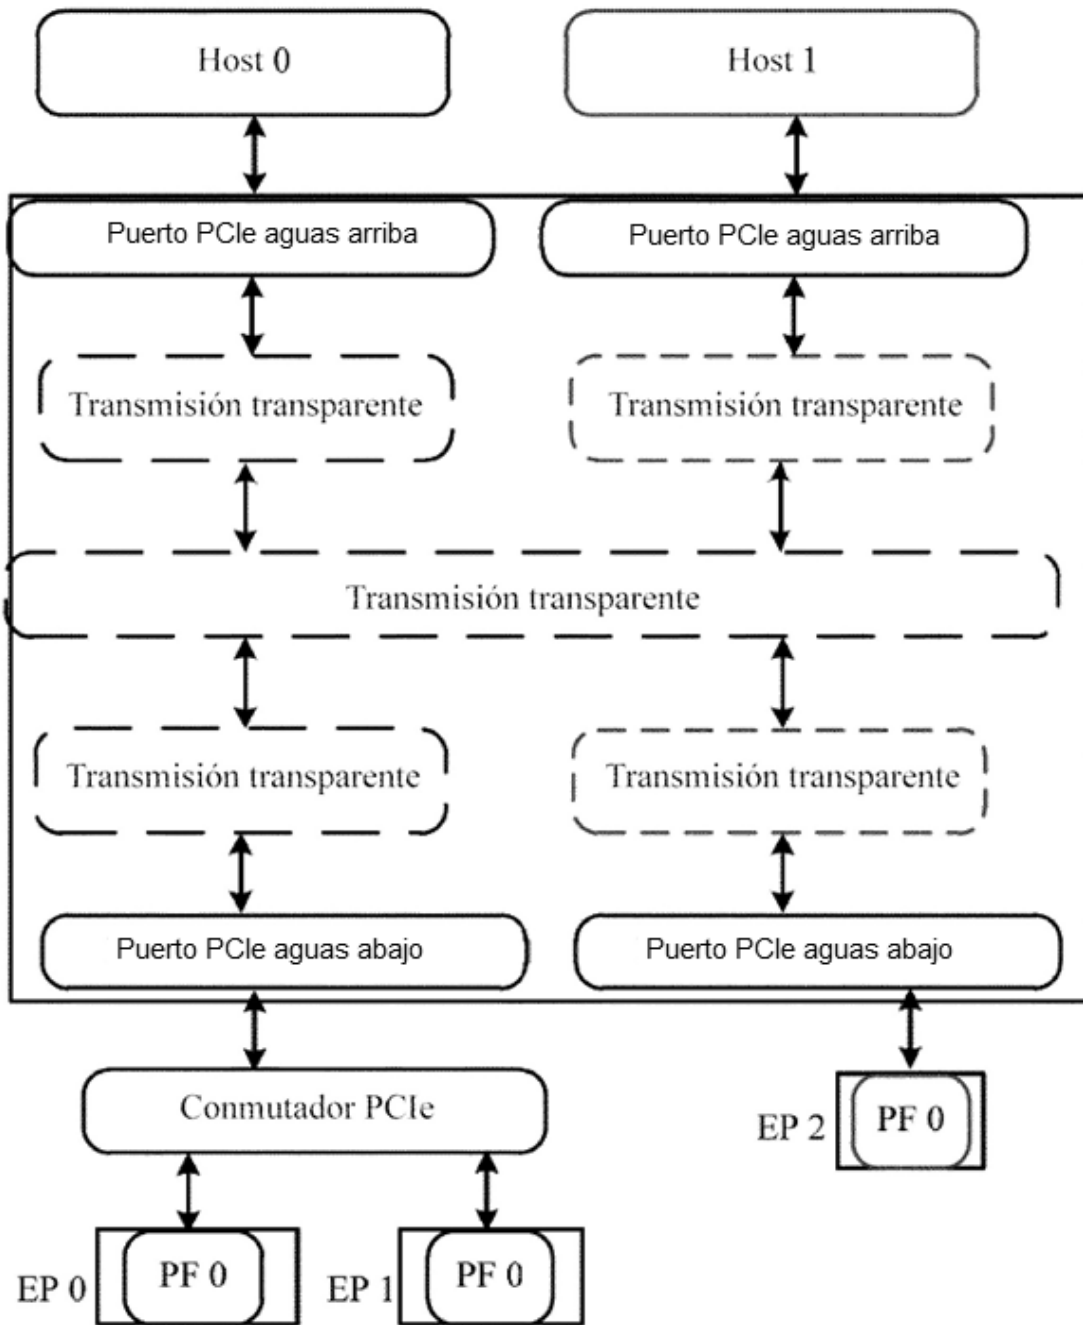 Host 0
Host 1
Puerto PCIe aguas arriba
Puerto PCIe aguas arriba
Transmisión transparente
Transmisión transparente
Transmisión transparente
Transmisión transparente
Transmisión transparente
Puerto PCIe aguas abajo
Puerto PCIe aguas abajo
Conmutador PCIe
EP 2
PF 0
EP 0
PF 0
EP 1
PF 0